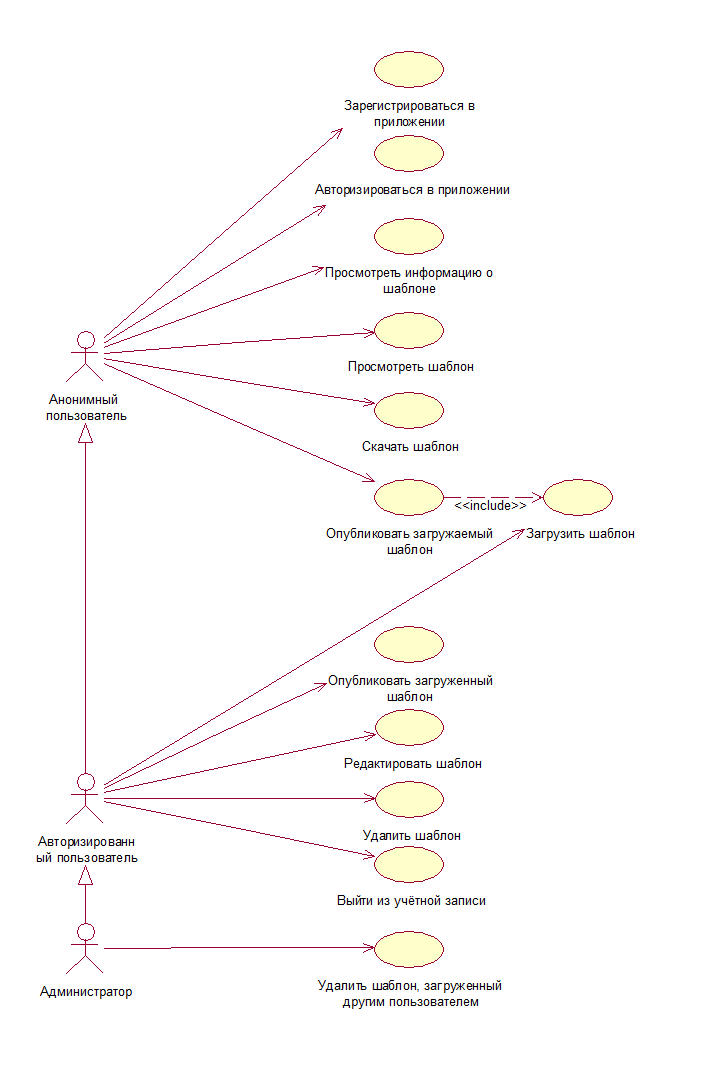 Зарегистрироваться в
приложении
Авторизироваться в приложении
Просмотреть информацию о
шаблоне
Просмотреть шаблон
Анонимный
пользователь
Скачать шаблон
<<include>>
Опубликовать загружаемый
шаблон
Загрузить шаблон
Опубликовать загруженный
шаблон
Редактировать шаблон
Удалить шаблон
Авторизированн
ый пользователь
Выйти из учётной записи
Администратор
Удалить шаблон, загруженный
другим пользователем